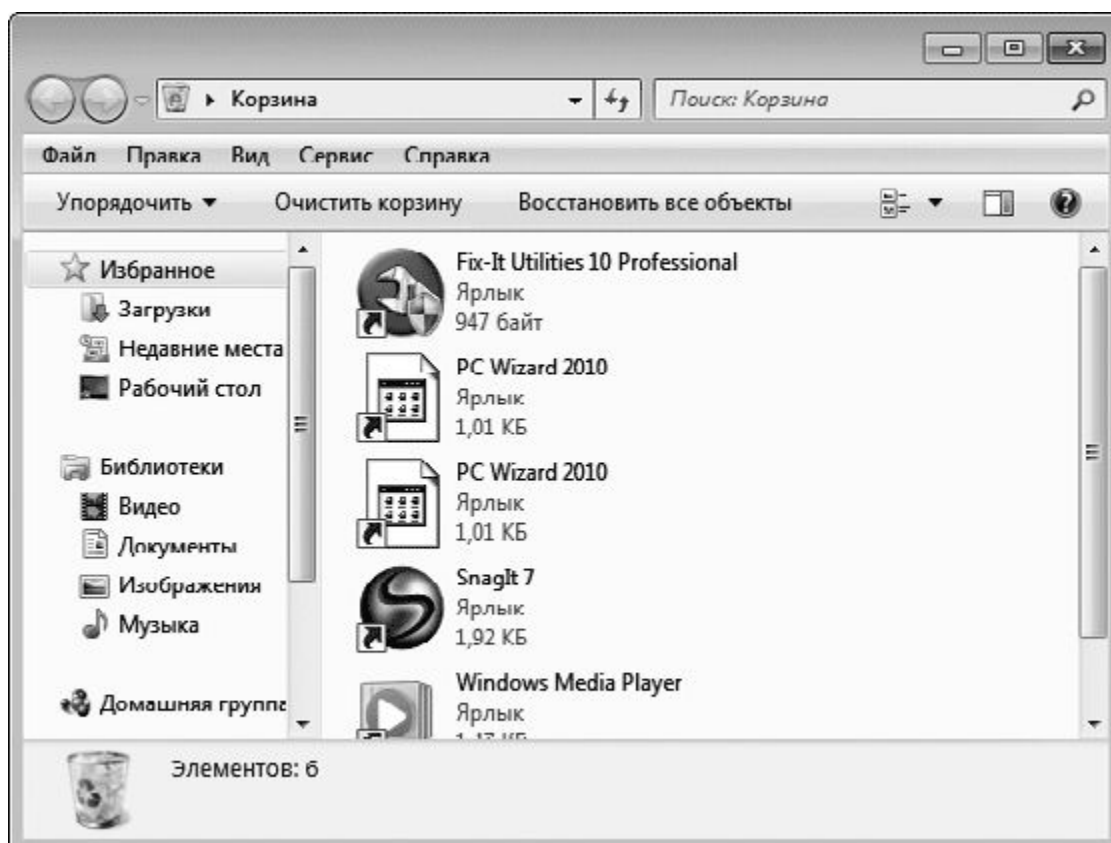 Корзина
Поиск: Корзина
Файл Правка Вид Сервис Справка
Упорядочить Очистить корзину Восстановить все объекты
Избранное
Загрузки
Недавние места
Рабочий стол
Библиотеки
Видео
Документы
Изображения
Музыка
Домашняя группа
Fix-It Utilities 10 Professional
Ярлык
947 байт
PC Wizard 2010
Ярлык
1,01 КБ
PC Wizard 2010
Ярлык
1,01 КБ
SnagIt 7
Ярлык
1,92 КБ
Windows Media Player
Ярлык
Элементов: 6